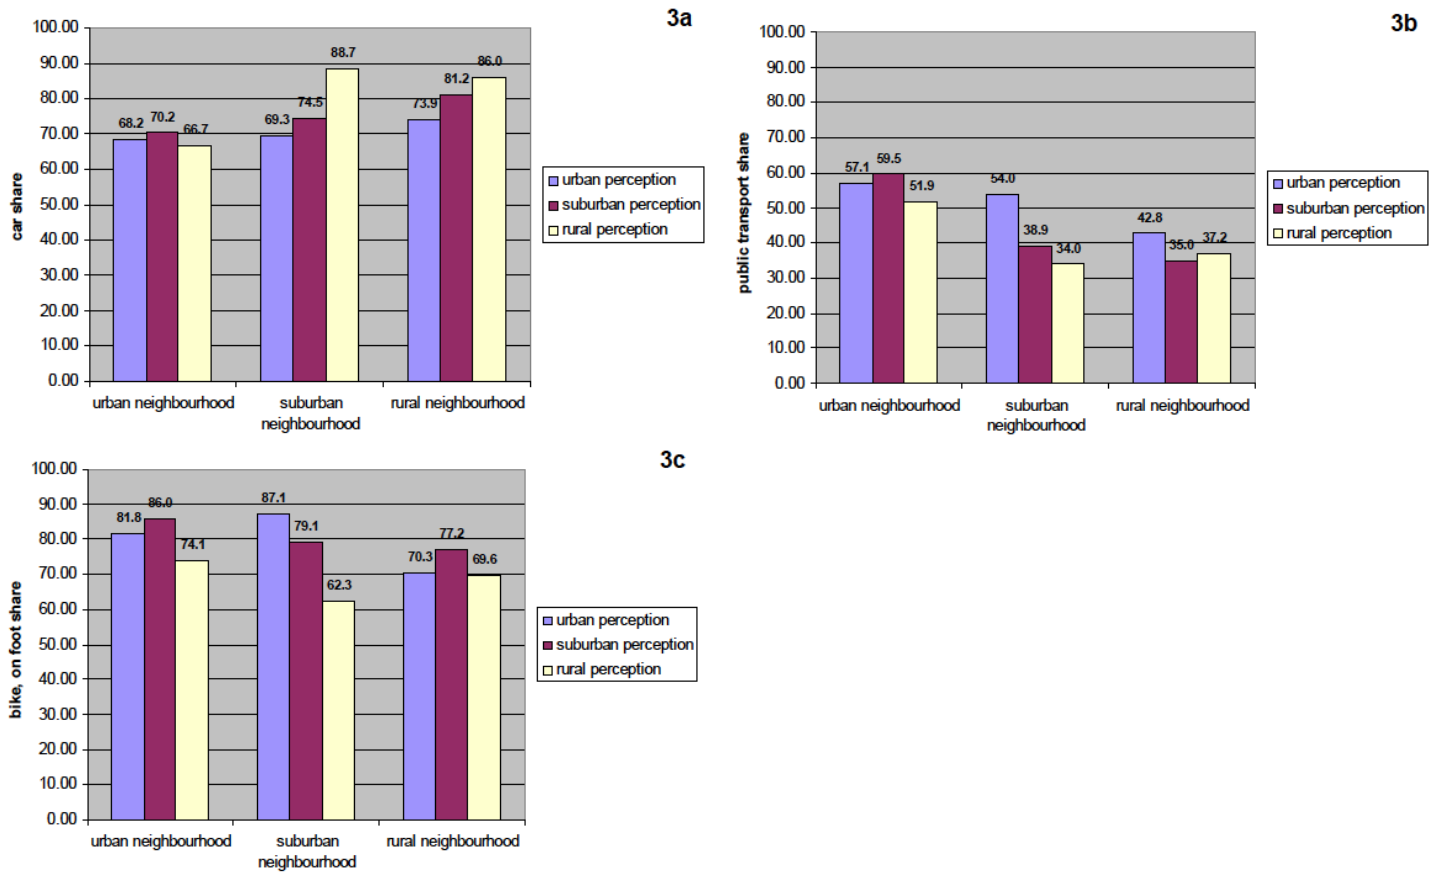 3a
100.00
90.00
80.00
70.00
60.00
50.00
40.00
30.00
20.00
10.00
0.00
car share
68.2
70.2
66.7
69.3
74.5
88.7
73.9
81.2
86.0
urban neighbourhood
suburban
neighbourhood
rural neighbourhood
urban perception
suburban perception
rural perception
3b
100.00
90.00
80.00
70.00
60.00
50.00
40.00
30.00
20.00
10.00
0.00
public transport share
57.1
59.5
51.9
54.0
38.9
34.0
42.8
35.0
37.2
urban neighbourhood
suburban
neighbourhood
rural neighbourhood
urban perception
suburban perception
rural perception
3c
100.00
90.00
80.00
70.00
60.00
50.00
40.00
30.00
20.00
10.00
0.00
bike, on foot share
81.8
86.0
74.1
87.1
79.1
62.3
70.3
77.2
69.6
urban neighbourhood
suburban
neighbourhood
rural neighbourhood
urban perception
suburban perception
rural perception